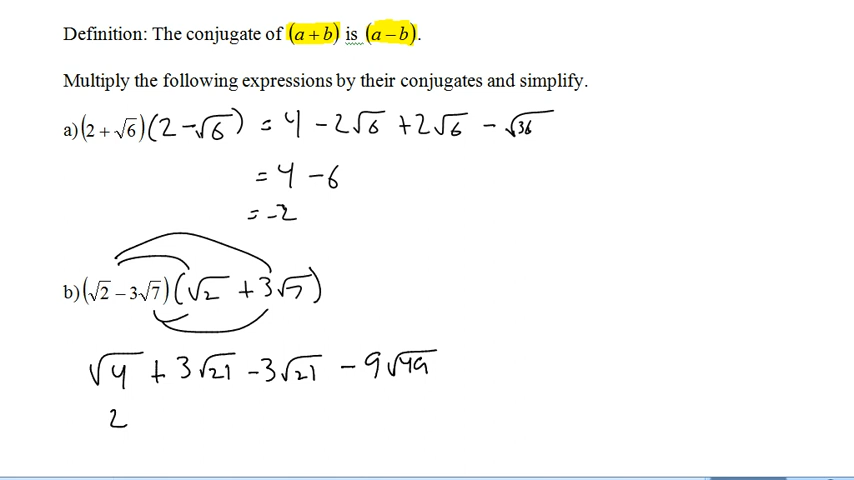 Definition: The conjugate of (a + b) is (a − b).
Multiply the following expressions by their conjugates and simplify.
a) (2 + √6)(2 − √6) = 4 − 2√6 + 2√6 − √36
= 4 − 6
= −2
b) (√2 − 3√7)(√2 + 3√7)
√4 + 3√21 − 3√21 − 9√49
2